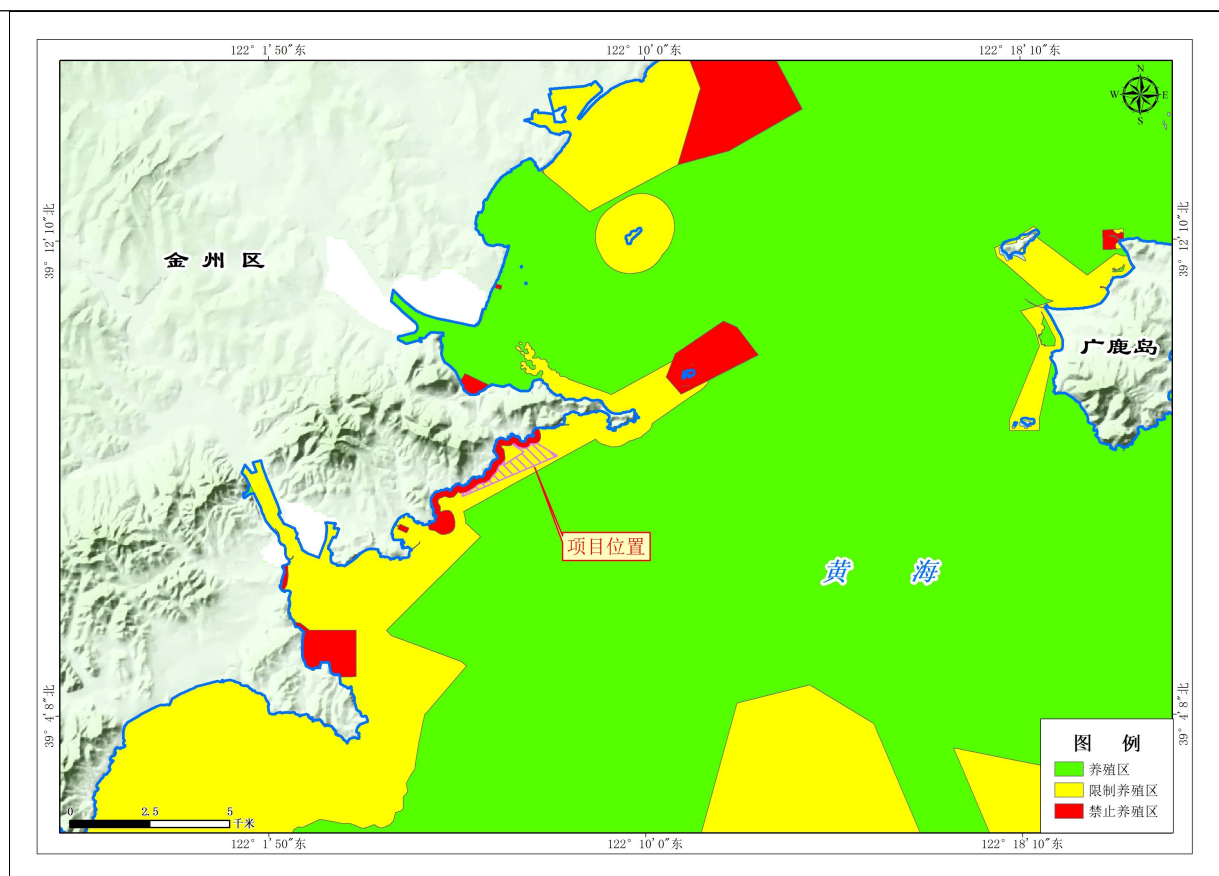 122° 1'50"东
122° 10'0"东
122° 18'10"东
N
W
E
S
39° 12'10"北
39° 12'10"北
金州区
广鹿岛
项目位置
黄 海
39° 4'8"北
39° 4'8"北
图 例
养殖区
限制养殖区
禁止养殖区
0 2.5 5
千米
122° 1'50"东
122° 10'0"东
122° 18'10"东